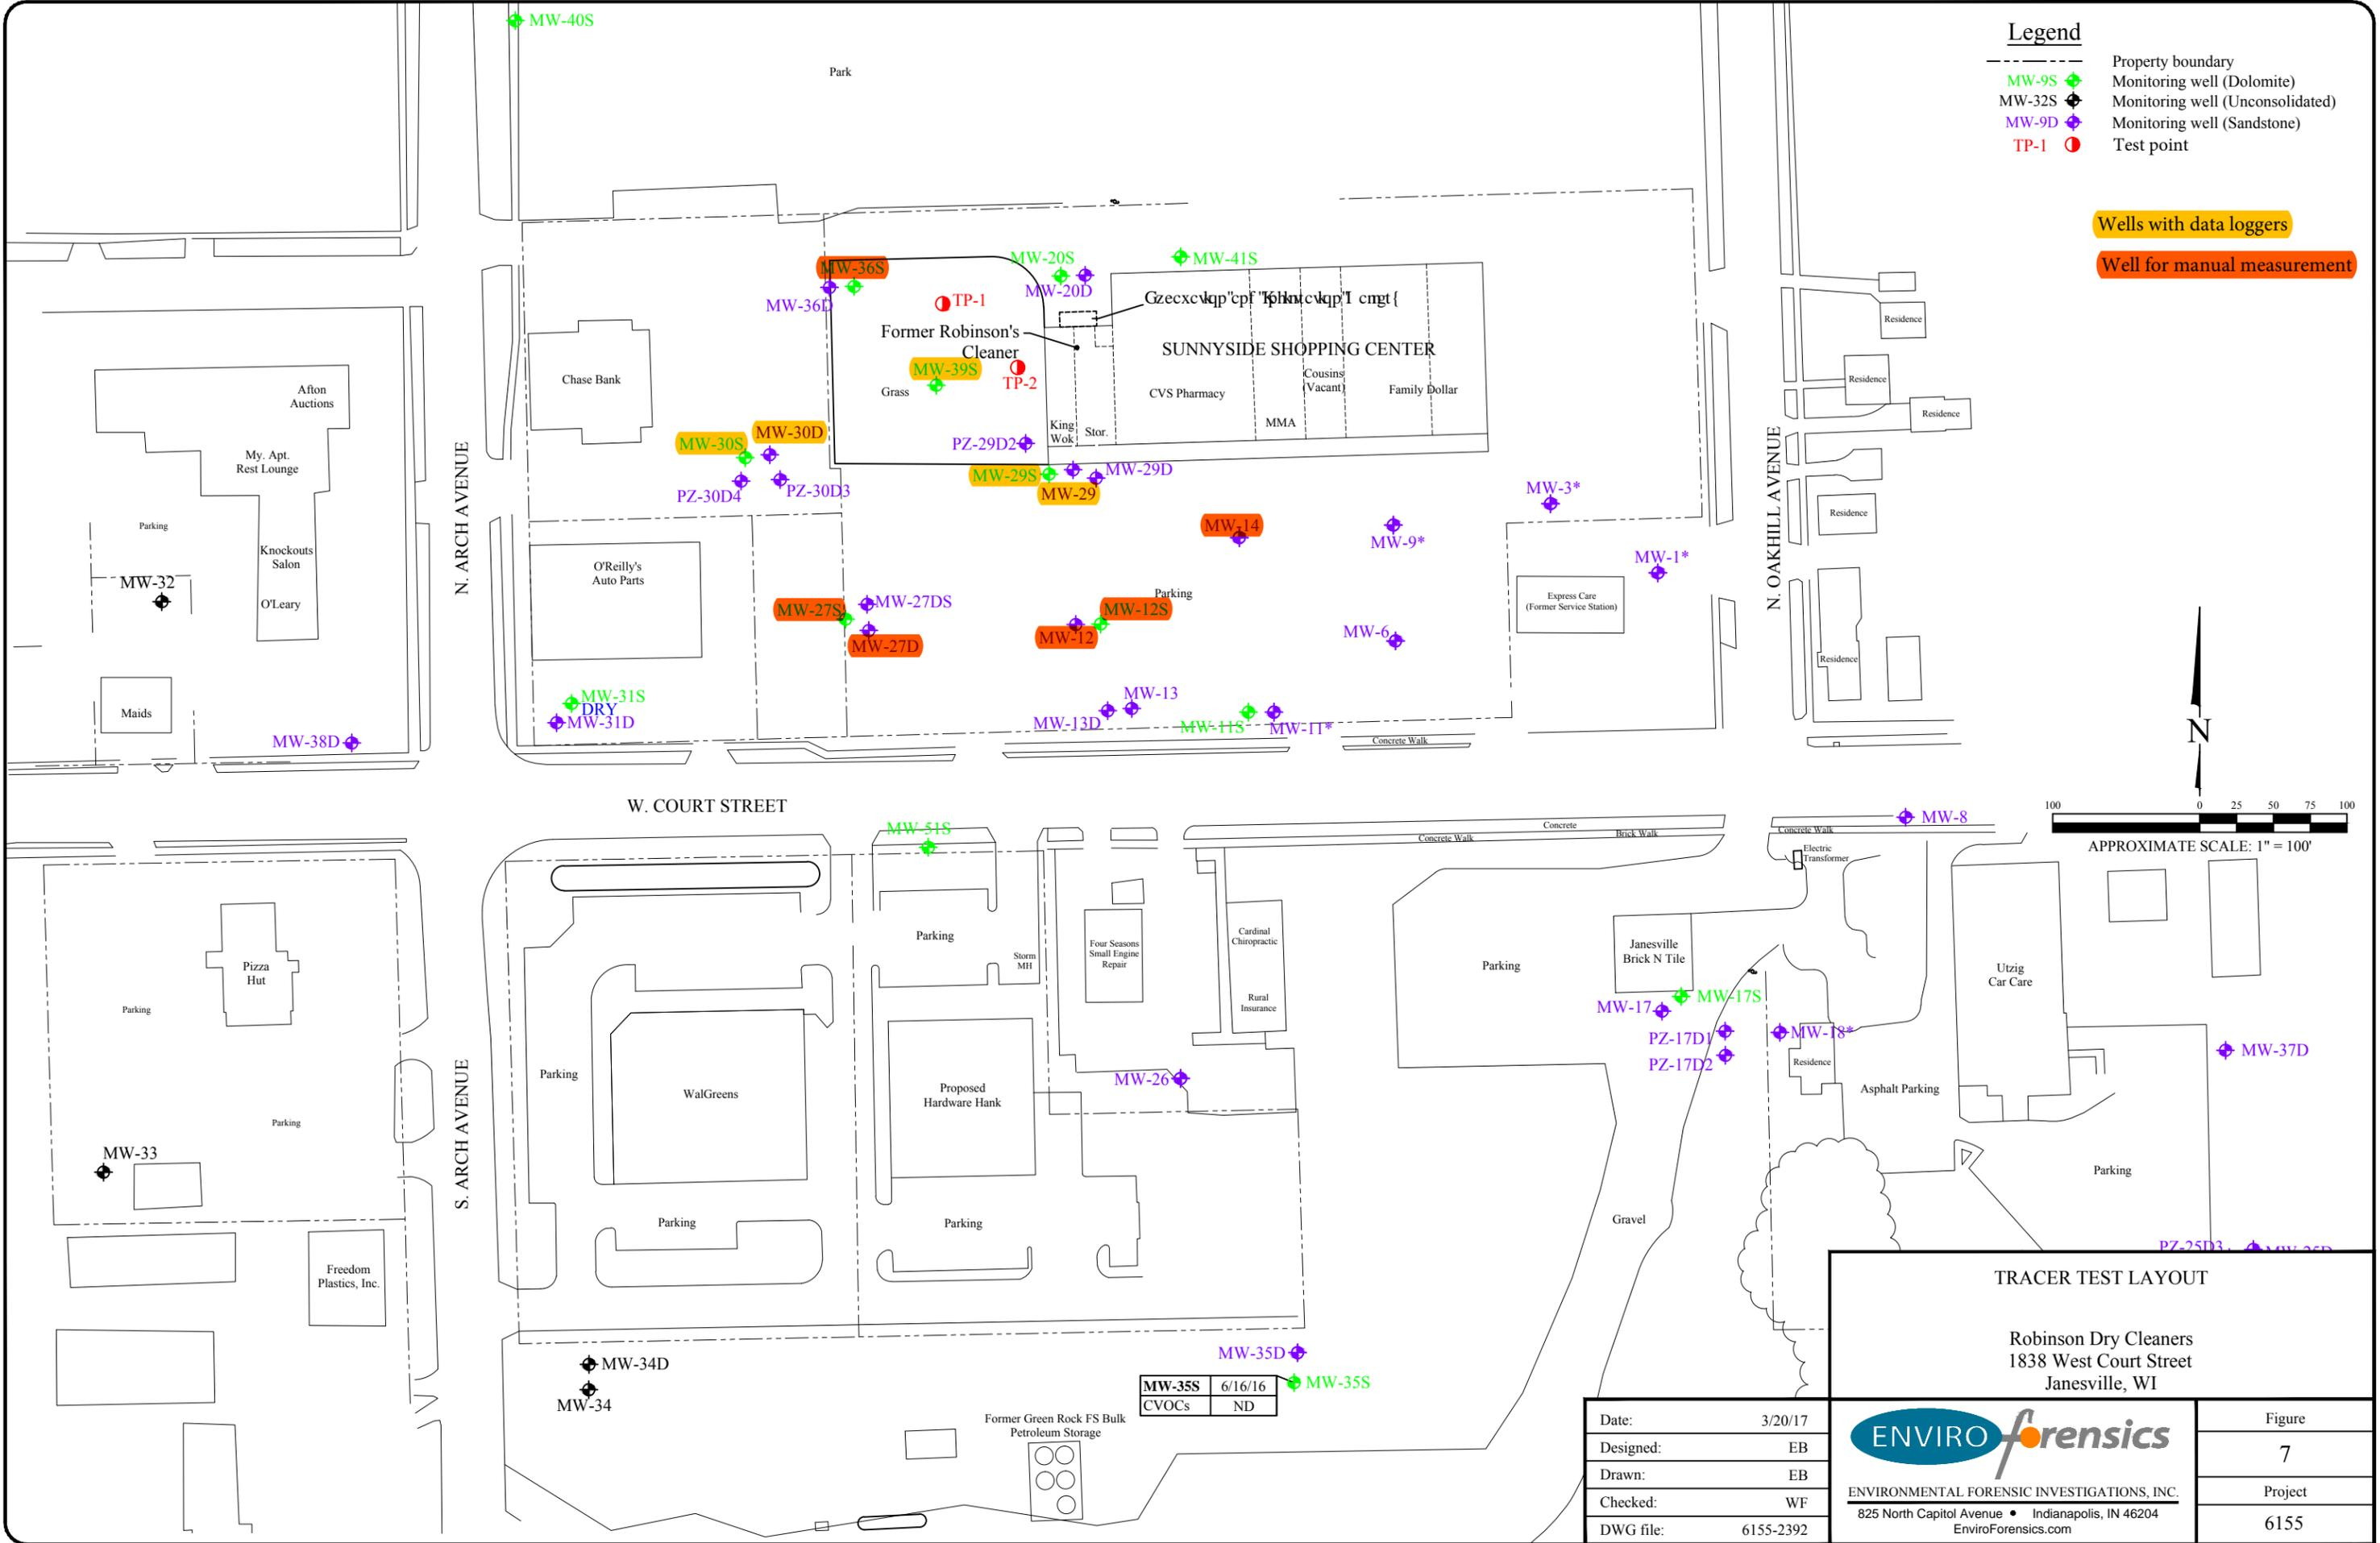 MW-40S
Park
Legend
Property boundary
MW-9S
Monitoring well (Dolomite)
MW-32S
Monitoring well (Unconsolidated)
MW-9D
Monitoring well (Sandstone)
TP-1
Test point
Wells with data loggers
Well for manual measurement
MW-36S
MW-36D
TP-1
MW-20S
MW-20D
MW-41S
Gzecxcvkqp"cpf "Kphknvtcvkqp"I cnngt{
Former Robinson's
Cleaner
SUNNYSIDE SHOPPING CENTER
MW-39S
TP-2
Grass
CVS Pharmacy
Cousins
(Vacant)
Family Dollar
MMA
King
Wok
Stor.
Chase Bank
Afton
Auctions
My. Apt.
Rest Lounge
Parking
Knockouts
Salon
O'Leary
MW-32
Maids
MW-38D
N. ARCH AVENUE
MW-30S
MW-30D
PZ-30D4
PZ-30D3
PZ-29D2
MW-29S
MW-29D
MW-29
MW-14
MW-9*
MW-3*
MW-1*
O'Reilly's
Auto Parts
MW-27S
MW-27DS
MW-27D
Parking
MW-12S
MW-12
MW-6
Express Care
(Former Service Station)
N. OAKHILL AVENUE
Residence
Residence
Residence
Residence
Residence
MW-31S
DRY
MW-31D
MW-13
MW-13D
MW-11S
MW-11*
Concrete Walk
N
W. COURT STREET
100
0
25
50
75
100
APPROXIMATE SCALE: 1" = 100'
MW-51S
Concrete
Concrete Walk
Brick Walk
Concrete Walk
MW-8
Electric
Transformer
Pizza
Hut
Parking
Parking
MW-33
Freedom
Plastics, Inc.
S. ARCH AVENUE
Parking
WalGreens
Parking
Parking
Storm
MH
Proposed
Hardware Hank
Parking
Four Seasons
Small Engine
Repair
Cardinal
Chiropractic
Rural
Insurance
MW-26
Parking
Janesville
Brick N Tile
MW-17
MW-17S
PZ-17D1
PZ-17D2
MW-18*
Residence
Asphalt Parking
Utzig
Car Care
MW-37D
Parking
Gravel
PZ-25D3
MW-25D
MW-34D
MW-34
MW-35D
MW-35S
MW-35S 6/16/16
CVOCs ND
Former Green Rock FS Bulk
Petroleum Storage
TRACER TEST LAYOUT
Robinson Dry Cleaners
1838 West Court Street
Janesville, WI
Date: 3/20/17
Designed: EB
Drawn: EB
Checked: WF
DWG file: 6155-2392
ENVIRO forensics
ENVIRONMENTAL FORENSIC INVESTIGATIONS, INC.
825 North Capitol Avenue • Indianapolis, IN 46204
EnviroForensics.com
Figure
7
Project
6155